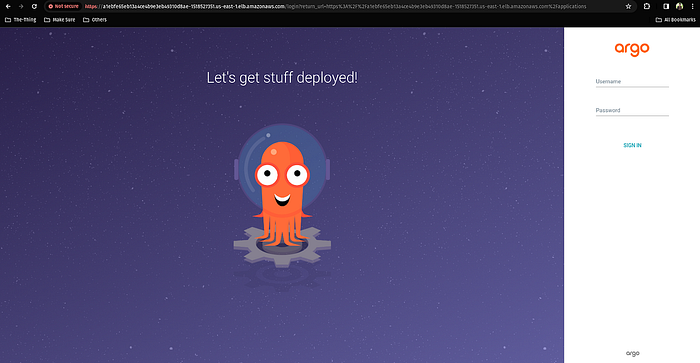 Not secure https://a1ebfe65eb13a4ce4b9e3eb49310d8ae-1518527351.us-east-1.elb.amazonaws.com/login?return_url=https%3A%2F%2Fa1ebfe65eb13a4ce4b9e3eb49310d8ae-1518527351.us-east-1.elb.amazonaws.com%2Fapplications
The-Thing Make Sure Others All Bookmarks
argo
Let's get stuff deployed!
Username
Password
SIGN IN
argo